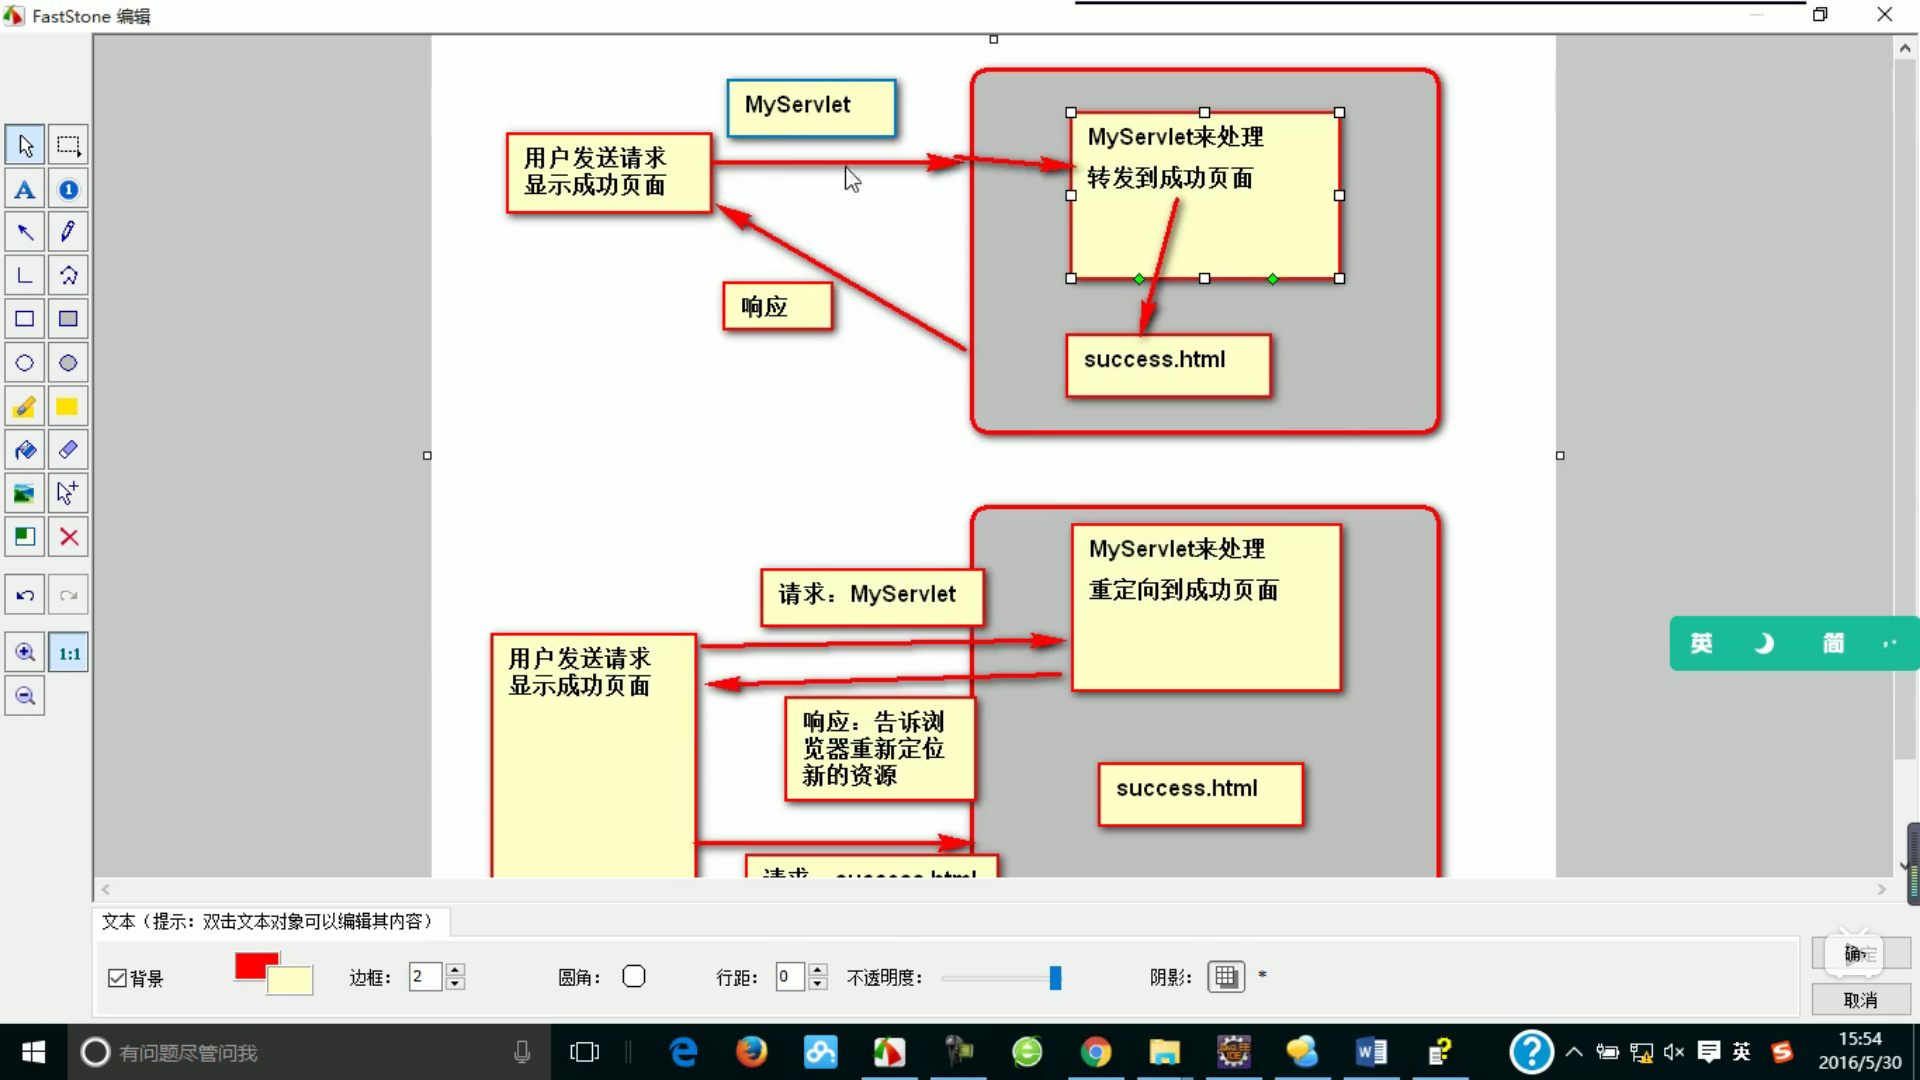 FastStone 编辑
MyServlet
用户发送请求
显示成功页面
MyServlet来处理
转发到成功页面
响应
success.html
MyServlet来处理
重定向到成功页面
请求：MyServlet
用户发送请求
显示成功页面
响应：告诉浏
览器重新定位
新的资源
success.html
请求 success.html
A
1
1:1
英 简
文本（提示：双击文本对象可以编辑其内容）
背景
边框： 2
圆角：
行距： 0
不透明度：
阴影： *
取消
有问题尽管问我
英
15:54
2016/5/30